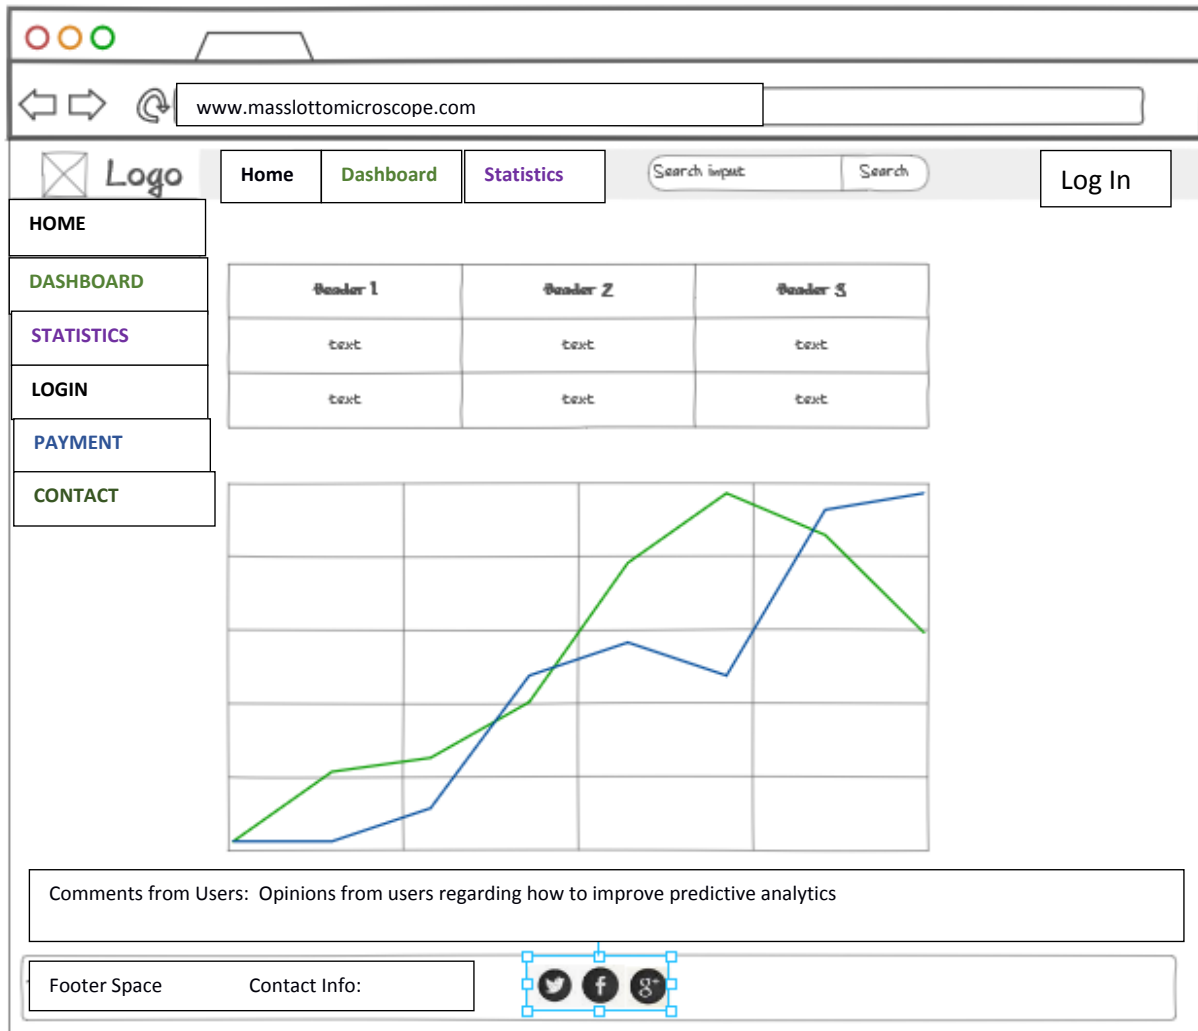 www.masslottomicroscope.com
Logo
Home Dashboard Statistics Search input Search Log In
HOME
DASHBOARD
STATISTICS
LOGIN
PAYMENT
CONTACT
Header 1 Header 2 Header 3
text text text
text text text
Comments from Users: Opinions from users regarding how to improve predictive analytics
Footer Space Contact Info:
f g+